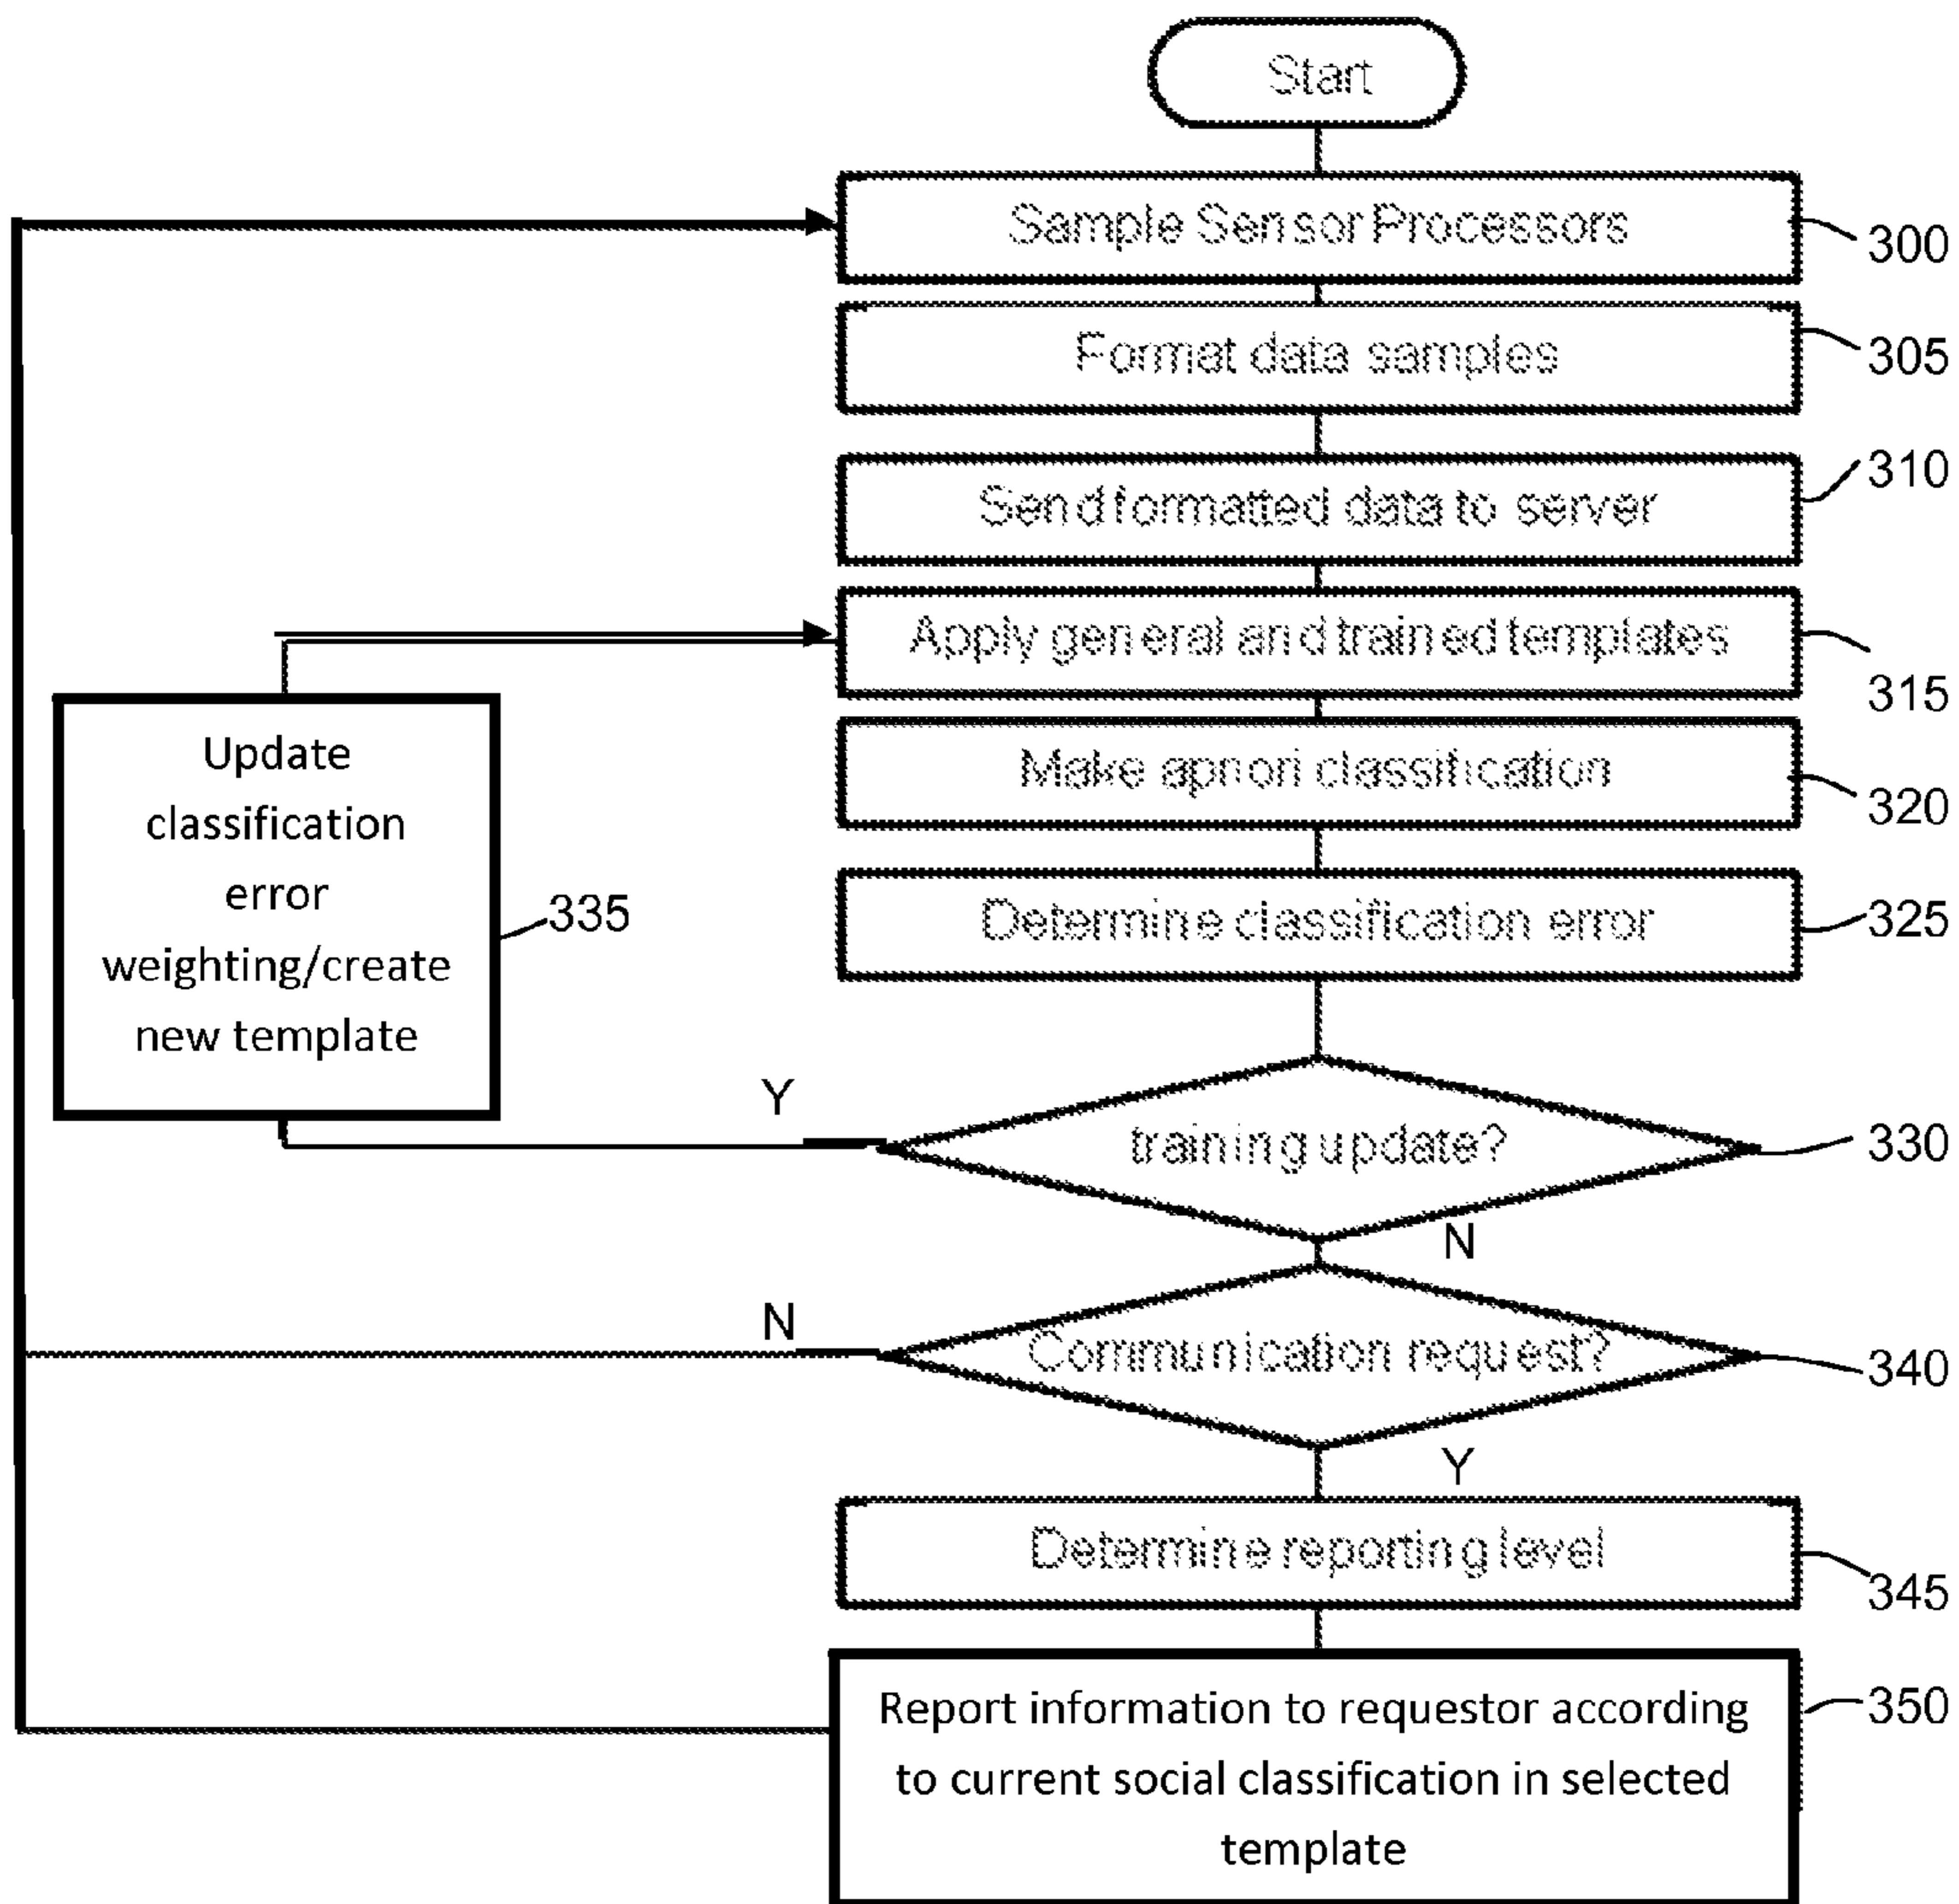 Start
Sample Sensor Processors
300
Format data samples
305
Send formatted data to server
310
Apply general and trained templates
315
Make apriori classification
320
Determine classification error
325
Update
classification
error
weighting/create
new template
335
Y
training update?
330
N
N
Communication request?
340
Y
Determine reporting level
345
Report information to requestor according
to current social classification in selected
template
350